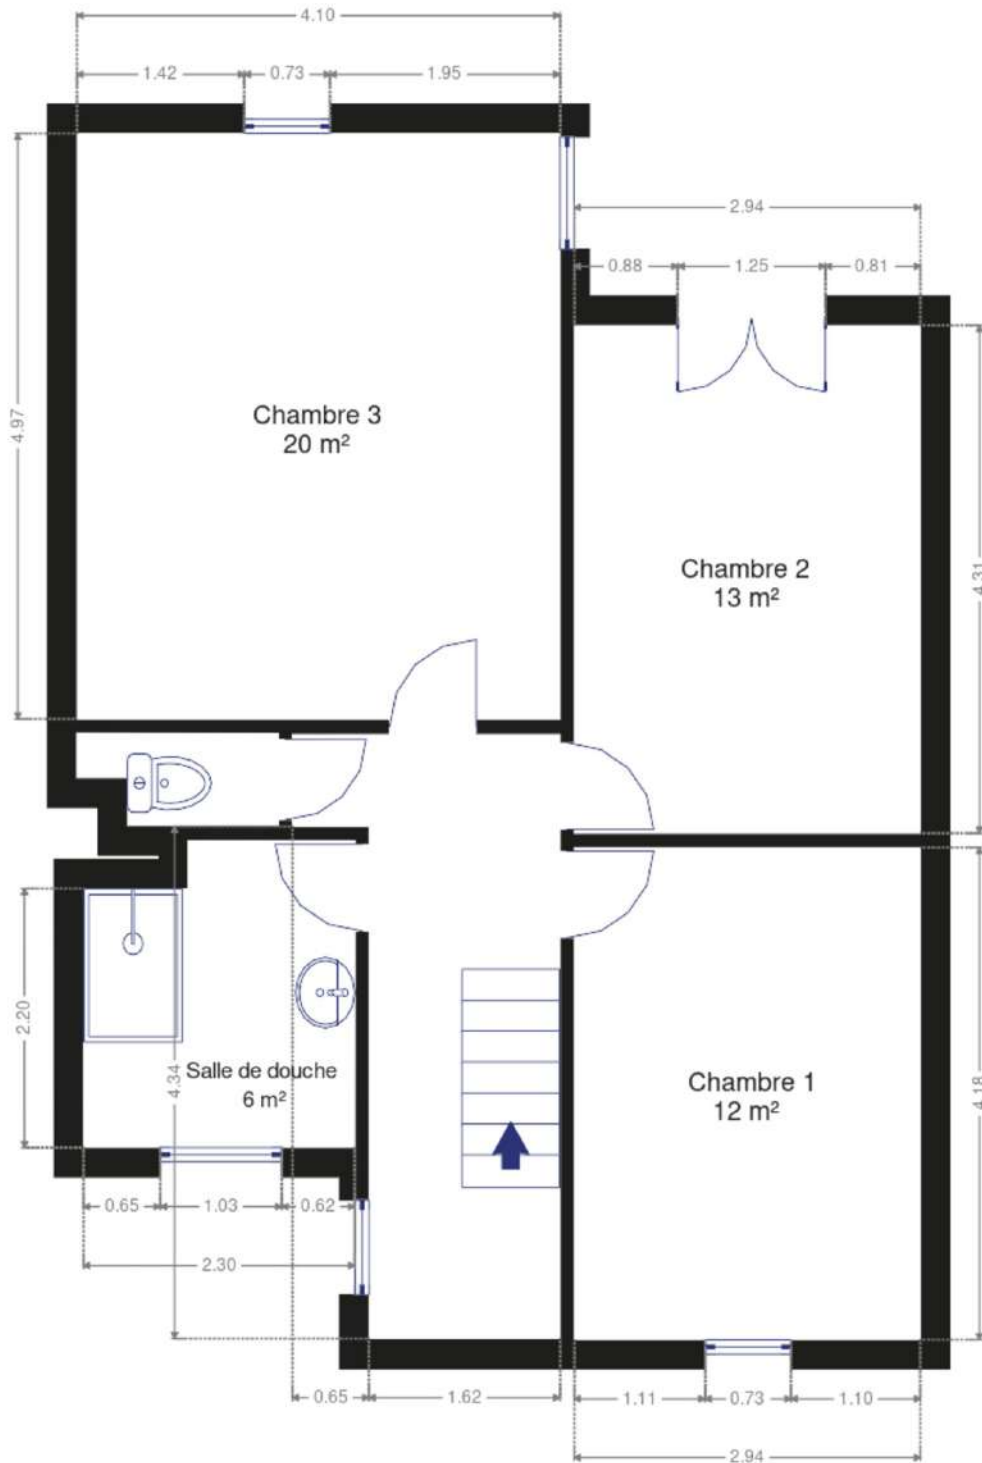 4.10
1.42 0.73 1.95
2.94
0.88 1.25 0.81
4.97
Chambre 3
20 m²
Chambre 2
13 m²
4.31
2.20
4.34
Salle de douche
6 m²
Chambre 1
12 m²
4.18
0.65 1.03 0.62
2.30
0.65 1.62 1.11 0.73 1.10
2.94